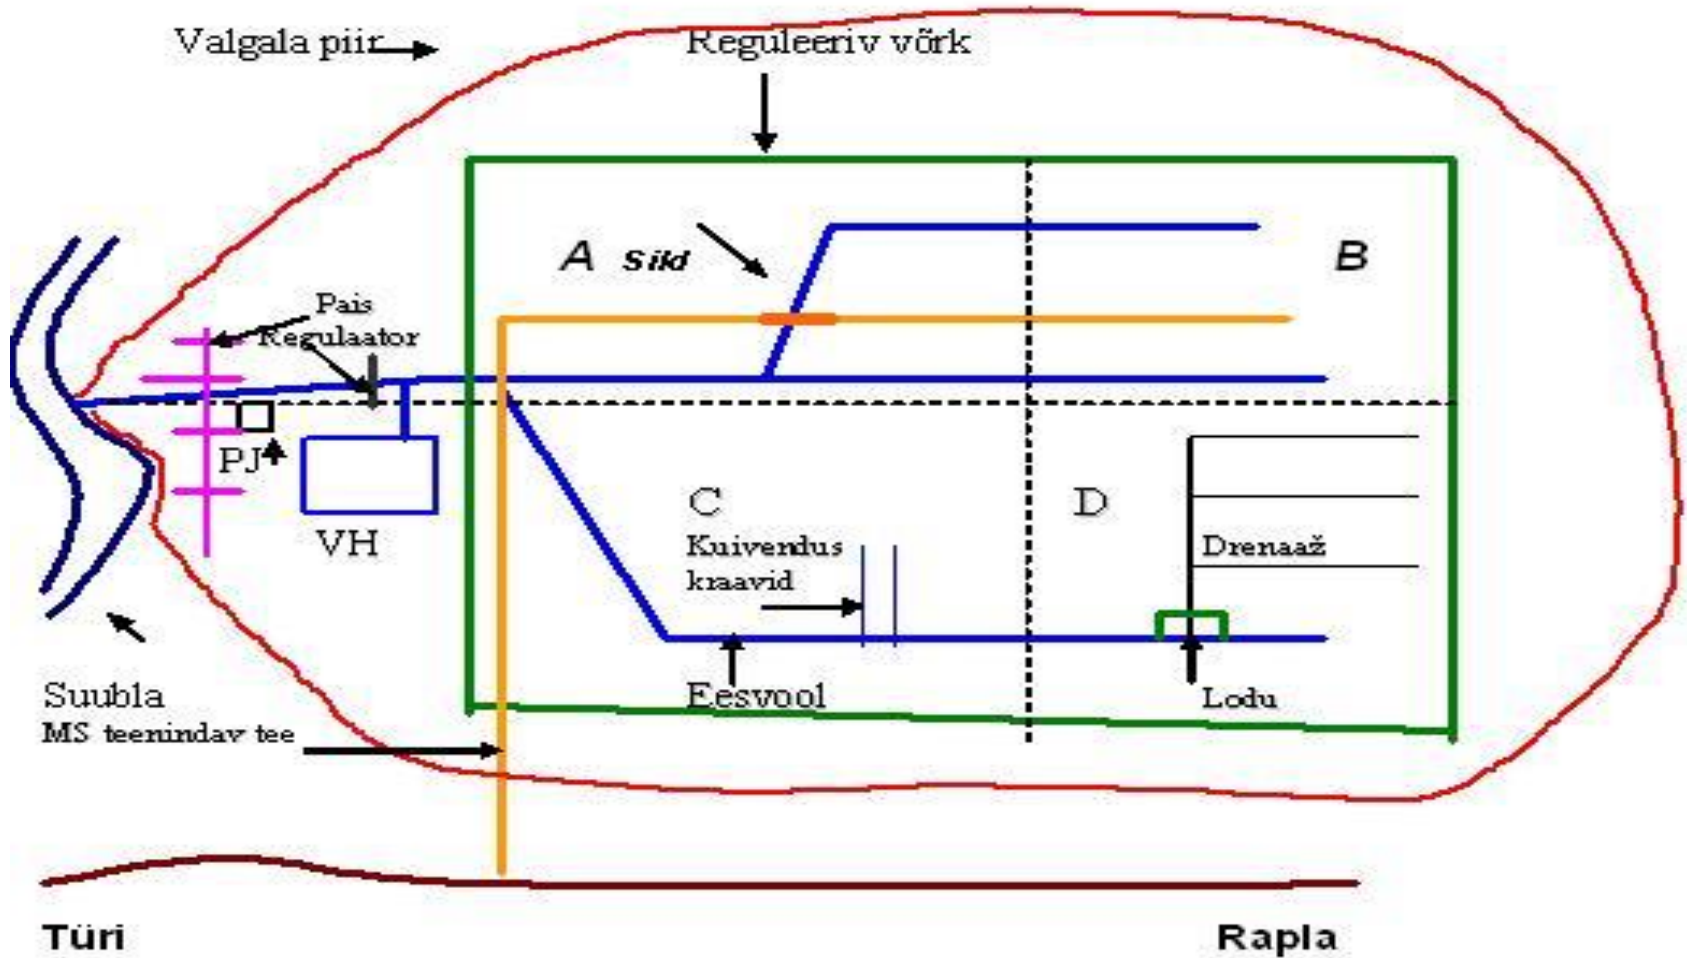 Valgala piir
Reguleeriv võrk
A
Sild
B
Pais
Regulaator
PJ
VH
C
D
Kuivendus
kraavid
Drenaaž
Suubla
MS teenindav tee
Eesvool
Lodu
Türi
Rapla